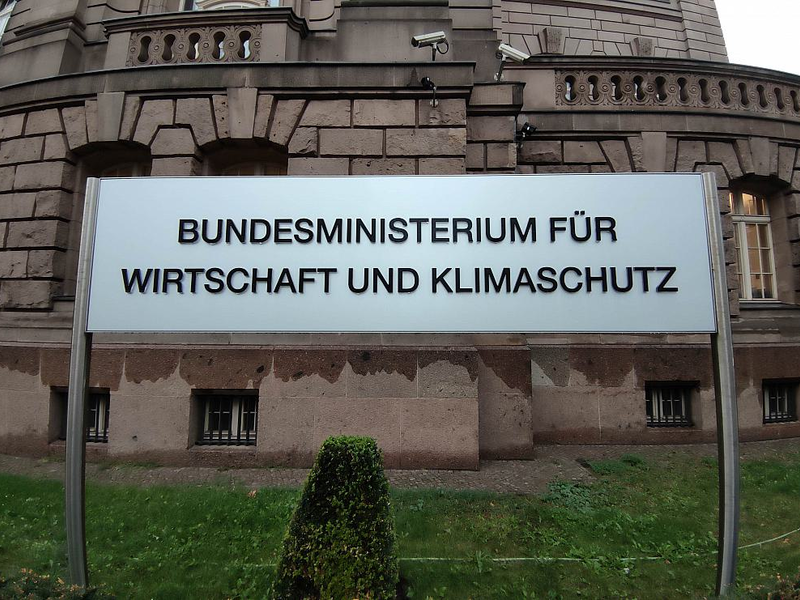 BUNDESMINISTERIUM FÜR
WIRTSCHAFT UND KLIMASCHUTZ